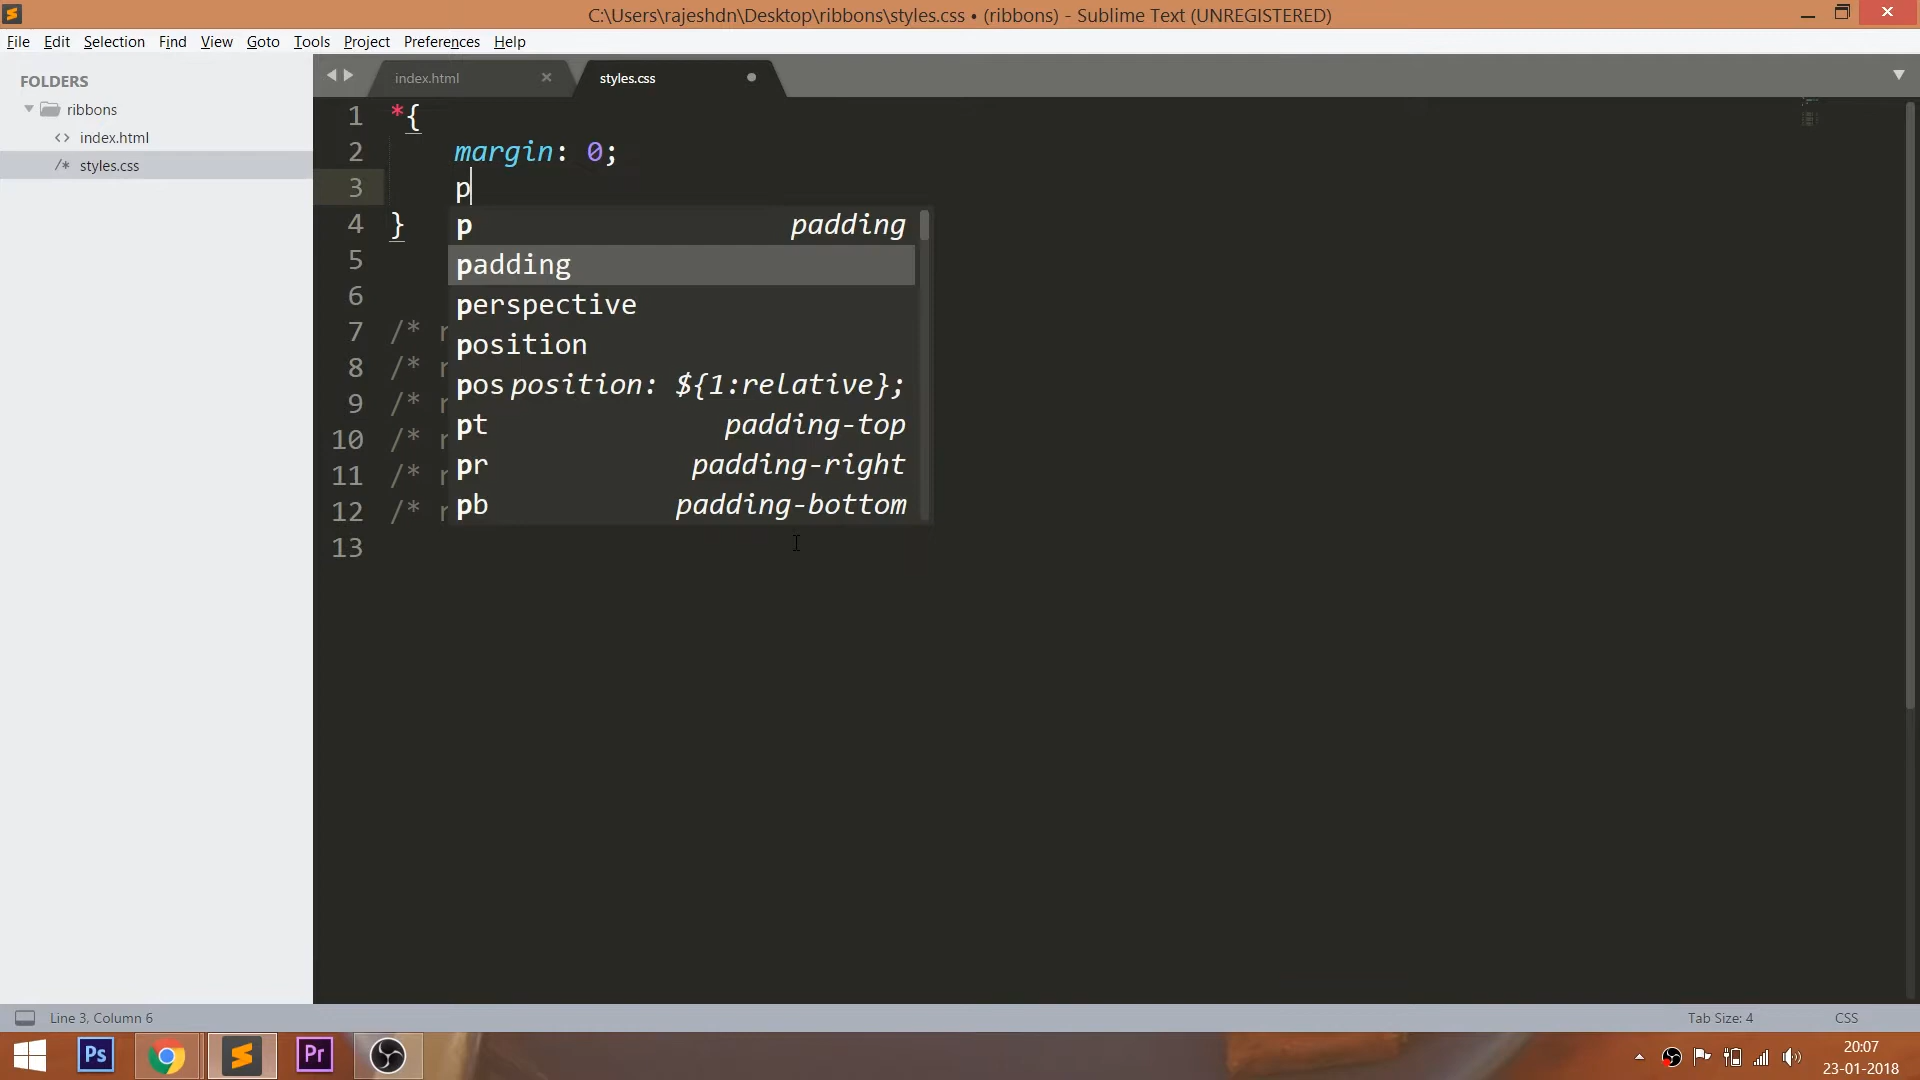 C:\Users\rajeshdn\Desktop\ribbons\styles.css • (ribbons) - Sublime Text (UNREGISTERED)
File Edit Selection Find View Goto Tools Project Preferences Help
FOLDERS
ribbons
<> index.html
/* styles.css
index.html
styles.css
1 *{
2 margin: 0;
3 p
4 }
5
6
7 /* r
8 /* r
9 /* r
10 /* r
11 /* r
12 /* r
13
p padding
padding
perspective
position
pos position: ${1:relative};
pt padding-top
pr padding-right
pb padding-bottom
Line 3, Column 6
Tab Size: 4
CSS
Ps
Pr
20:07
23-01-2018